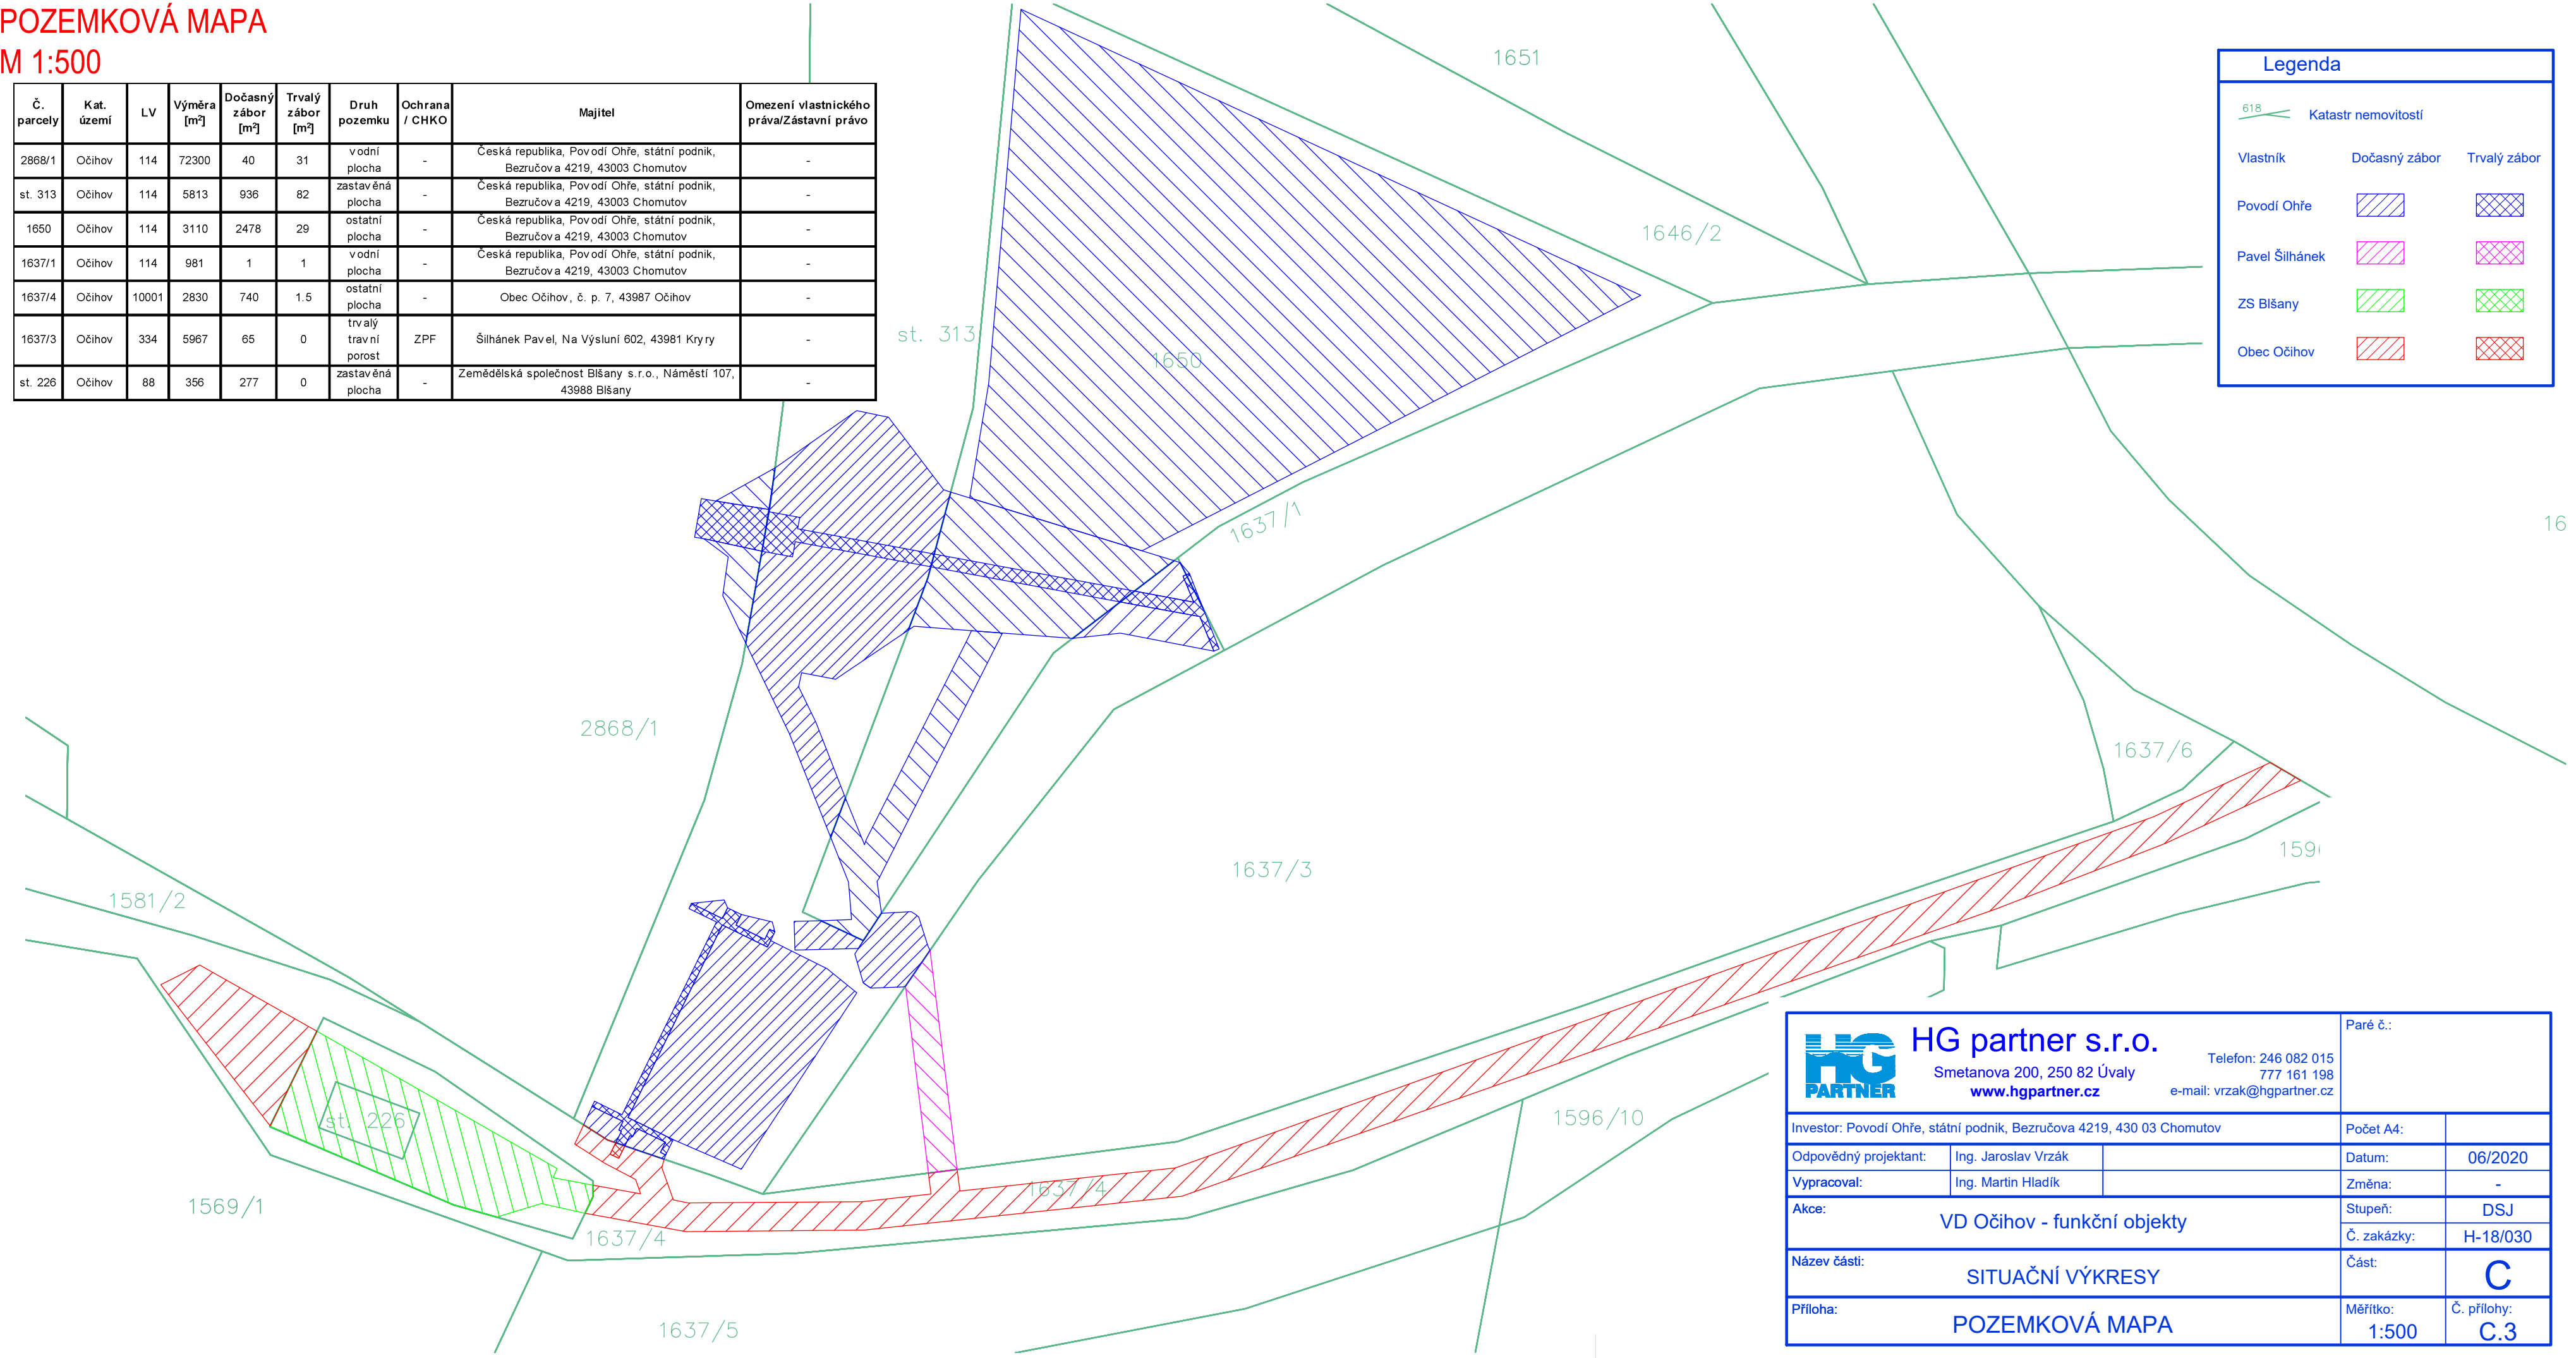 POZEMKOVÁ MAPA
M 1:500
Č. parcely Kat. území LV Výměra [m²] Dočasný zábor [m²] Trvalý zábor [m²] Druh pozemku Ochrana / CHKO Majitel Omezení vlastnického práva/Zástavní právo
2868/1 Očihov 114 72300 40 31 vodní plocha - Česká republika, Povodí Ohře, státní podnik, Bezručova 4219, 43003 Chomutov -
st. 313 Očihov 114 5813 936 82 zastavěná plocha - Česká republika, Povodí Ohře, státní podnik, Bezručova 4219, 43003 Chomutov -
1650 Očihov 114 3110 2478 29 ostatní plocha - Česká republika, Povodí Ohře, státní podnik, Bezručova 4219, 43003 Chomutov -
1637/1 Očihov 114 981 1 1 vodní plocha - Česká republika, Povodí Ohře, státní podnik, Bezručova 4219, 43003 Chomutov -
1637/4 Očihov 10001 2830 740 1.5 ostatní plocha - Obec Očihov, č. p. 7, 43987 Očihov -
1637/3 Očihov 334 5967 65 0 trvalý travní porost ZPF Šilhánek Pavel, Na Výsluní 602, 43981 Kryry -
st. 226 Očihov 88 356 277 0 zastavěná plocha - Zemědělská společnost Blšany s.r.o., Náměstí 107, 43988 Blšany -
Legenda
618 Katastr nemovitostí
Vlastník Dočasný zábor Trvalý zábor
Povodí Ohře
Pavel Šilhánek
ZS Blšany
Obec Očihov
1651
1646/2
st. 313
1650
1637/1
16
2868/1
1637/6
1637/3
159
1581/2
st. 226
1596/10
1637/4
1569/1
1637/4
1637/5
HG PARTNER
HG partner s.r.o.
Smetanova 200, 250 82 Úvaly
www.hgpartner.cz
Telefon: 246 082 015
777 161 198
e-mail: vrzak@hgpartner.cz
Paré č.:
Investor: Povodí Ohře, státní podnik, Bezručova 4219, 430 03 Chomutov
Počet A4:
Odpovědný projektant: Ing. Jaroslav Vrzák
Datum: 06/2020
Vypracoval: Ing. Martin Hladík
Změna: -
Akce: VD Očihov - funkční objekty
Stupeň: DSJ
Č. zakázky: H-18/030
Název části: SITUAČNÍ VÝKRESY
Část: C
Příloha: POZEMKOVÁ MAPA
Měřítko: 1:500
Č. přílohy: C.3